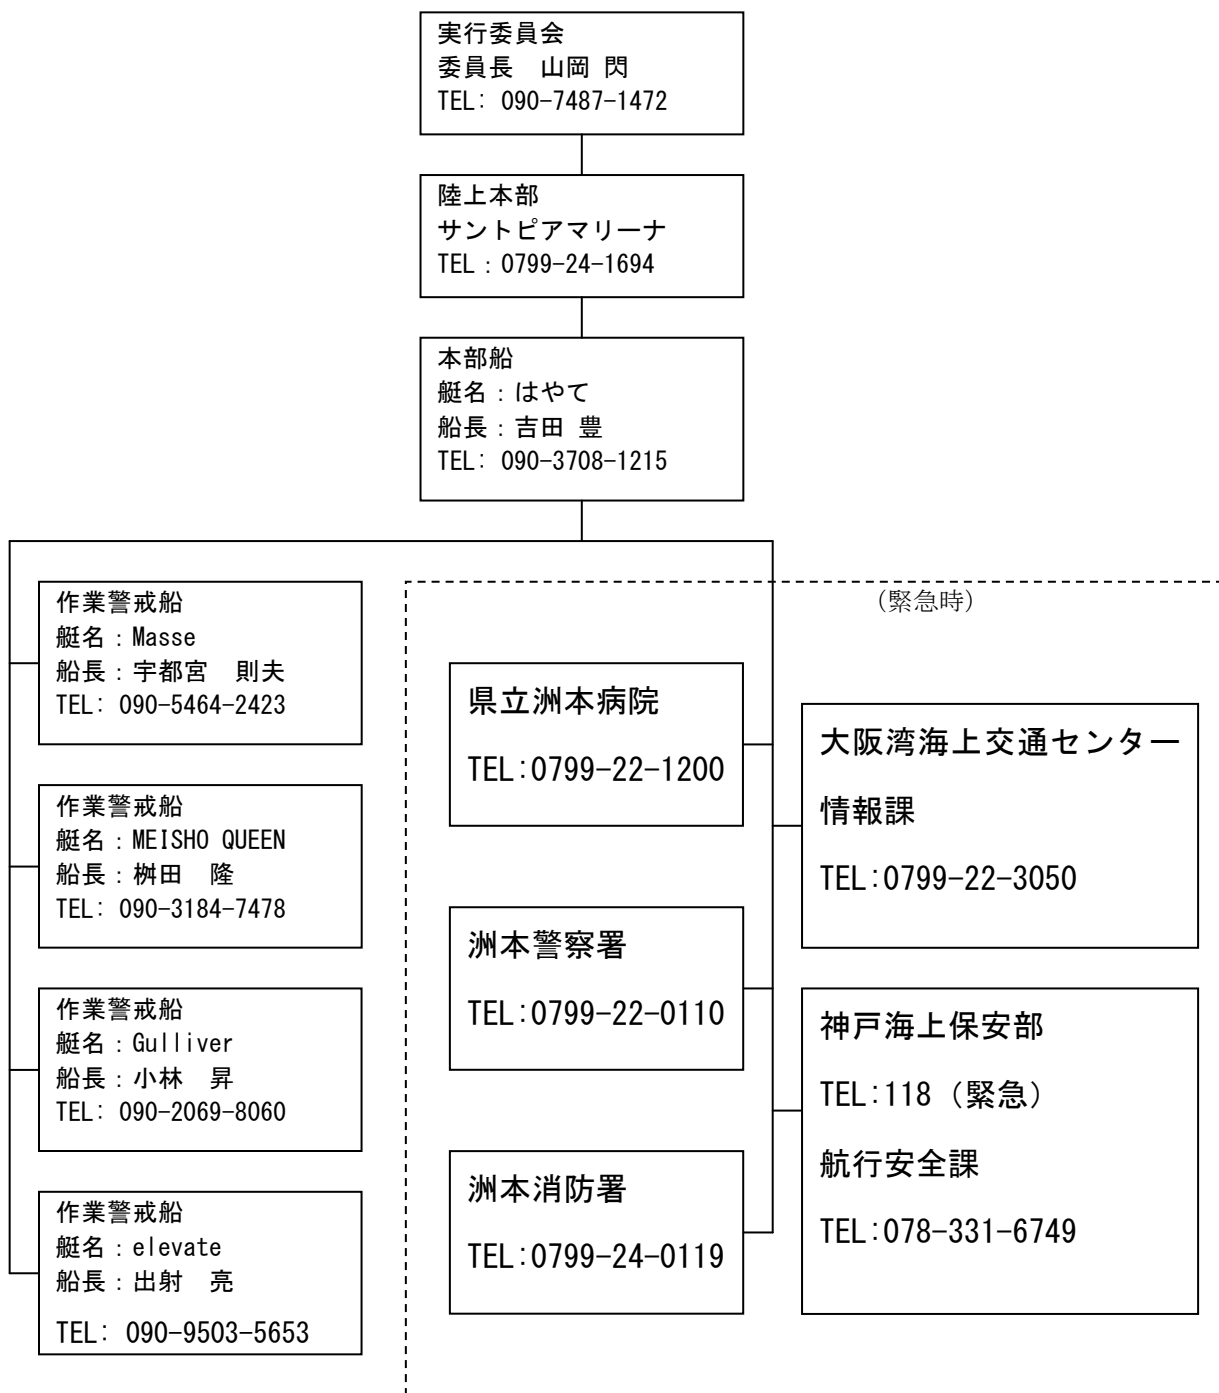 実行委員会
委員長　山岡 閃
TEL: 090-7487-1472
陸上本部
サントピアマリーナ
TEL：0799-24-1694
本部船
艇名：はやて
船長：吉田 豊
TEL: 090-3708-1215
作業警戒船
艇名：Masse
船長：宇都宮　則夫
TEL: 090-5464-2423
作業警戒船
艇名：MEISHO QUEEN
船長：桝田　隆
TEL: 090-3184-7478
作業警戒船
艇名：Gulliver
船長：小林　昇
TEL: 090-2069-8060
作業警戒船
艇名：elevate
船長：出射　亮
TEL: 090-9503-5653
（緊急時）
県立洲本病院
TEL:0799-22-1200
洲本警察署
TEL:0799-22-0110
洲本消防署
TEL:0799-24-0119
大阪湾海上交通センター
情報課
TEL:0799-22-3050
神戸海上保安部
TEL:118（緊急）
航行安全課
TEL:078-331-6749